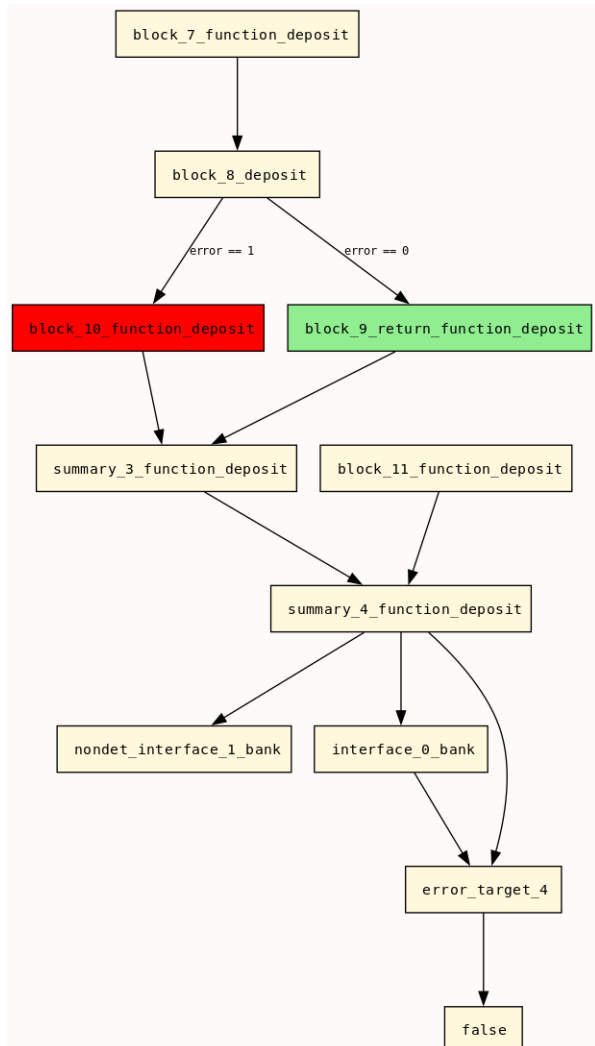 block_7_function_deposit
block_8_deposit
error == 1
error == 0
block_10_function_deposit
block_9_return_function_deposit
summary_3_function_deposit
block_11_function_deposit
summary_4_function_deposit
nondet_interface_1_bank
interface_0_bank
error_target_4
false